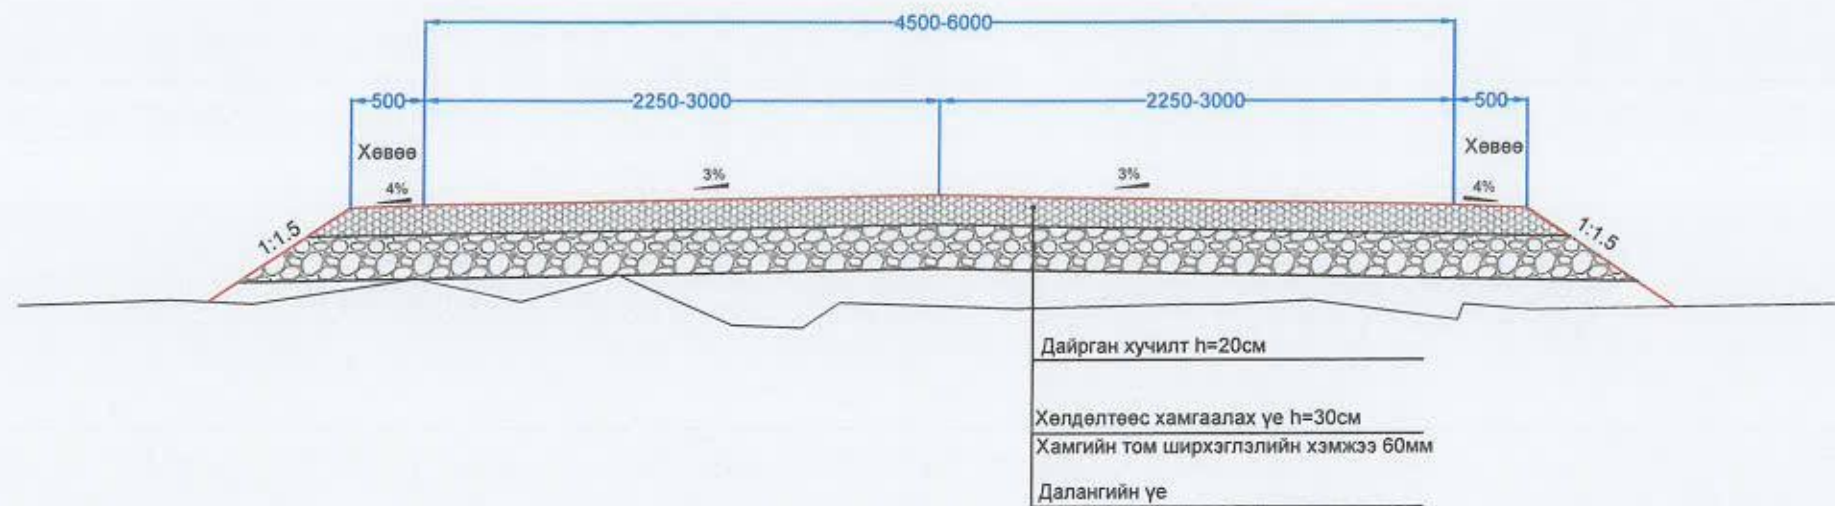 4500-6000
500 2250-3000 2250-3000 500
Хөвөө Хөвөө
4% 3% 3% 4%
1:1.5 1:1.5
Дайрган хучилт h=20см
Хөлдөлтөөс хамгаалах үе h=30см
Хамгийн том ширхэглэлийн хэмжээ 60мм
Далангийн үе